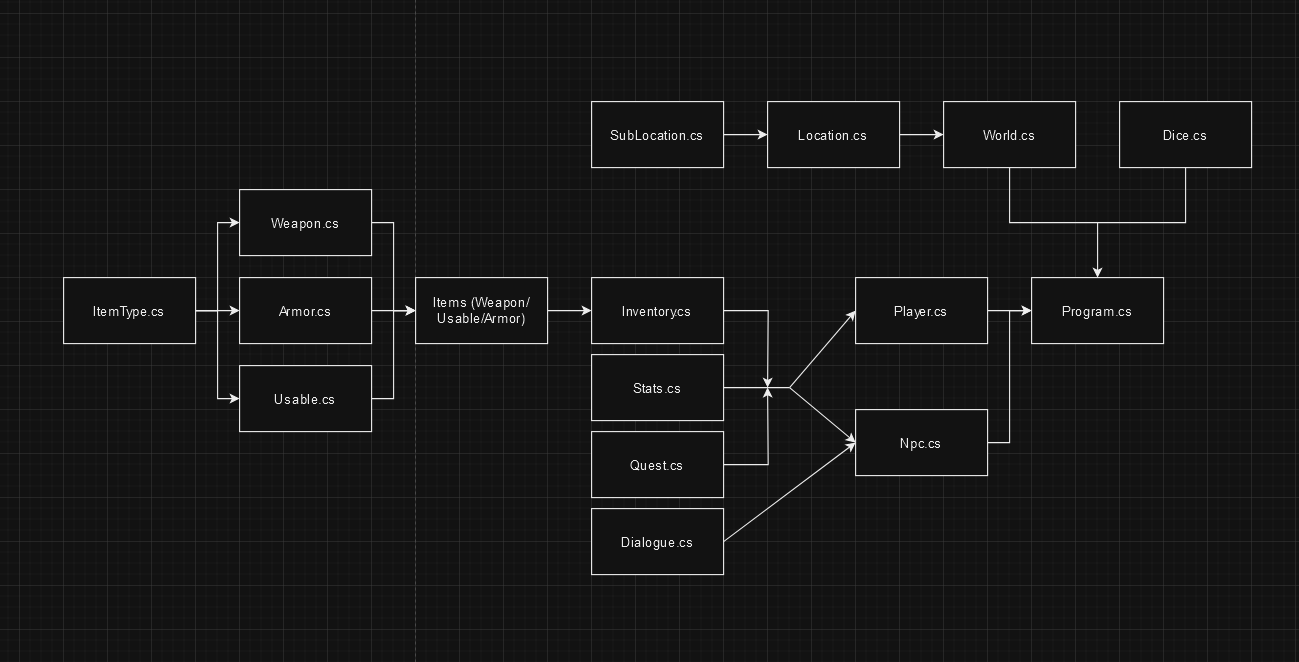 SubLocation.cs
Location.cs
World.cs
Dice.cs
Weapon.cs
ItemType.cs
Armor.cs
Items (Weapon/
Usable/Armor)
Inventory.cs
Player.cs
Program.cs
Usable.cs
Stats.cs
Npc.cs
Quest.cs
Dialogue.cs